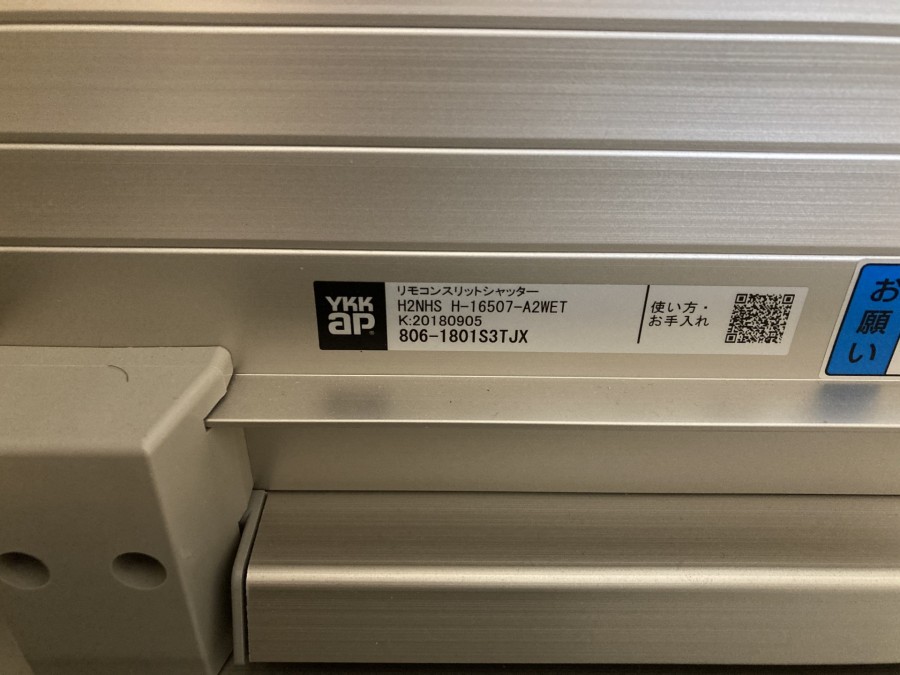 YKK
ap
リモコンスリットシャッター
H2NHS H-16507-A2WET
K:20180905
806-1801S3TJX
使い方・
お手入れ
お願い